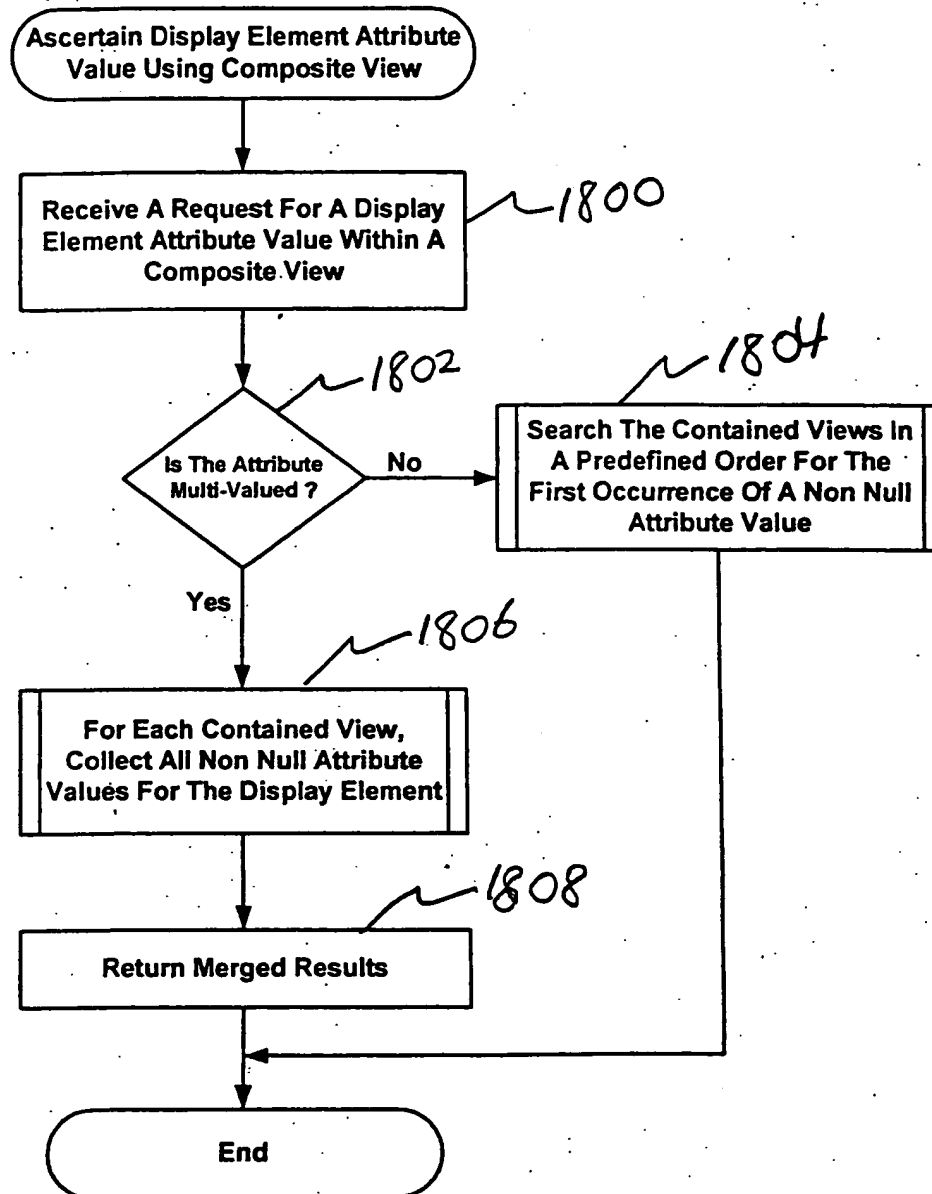 Ascertain Display Element Attribute
Value Using Composite View
Receive A Request For A Display
Element Attribute Value Within A
Composite View
1800
1802
Is The Attribute
Multi-Valued ?
No
1804
Search The Contained Views In
A Predefined Order For The
First Occurrence Of A Non Null
Attribute Value
Yes
1806
For Each Contained View,
Collect All Non Null Attribute
Values For The Display Element
1808
Return Merged Results
End